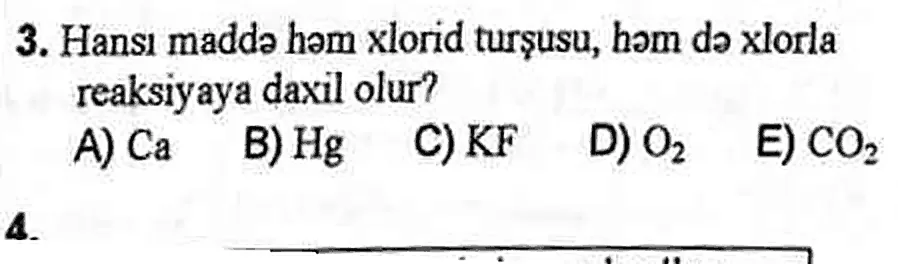 3. Hansı maddə həm xlorid turşusu, həm də xlorla
reaksiyaya daxil olur?
A) Ca B) Hg C) KF D) O₂ E) CO₂
4.